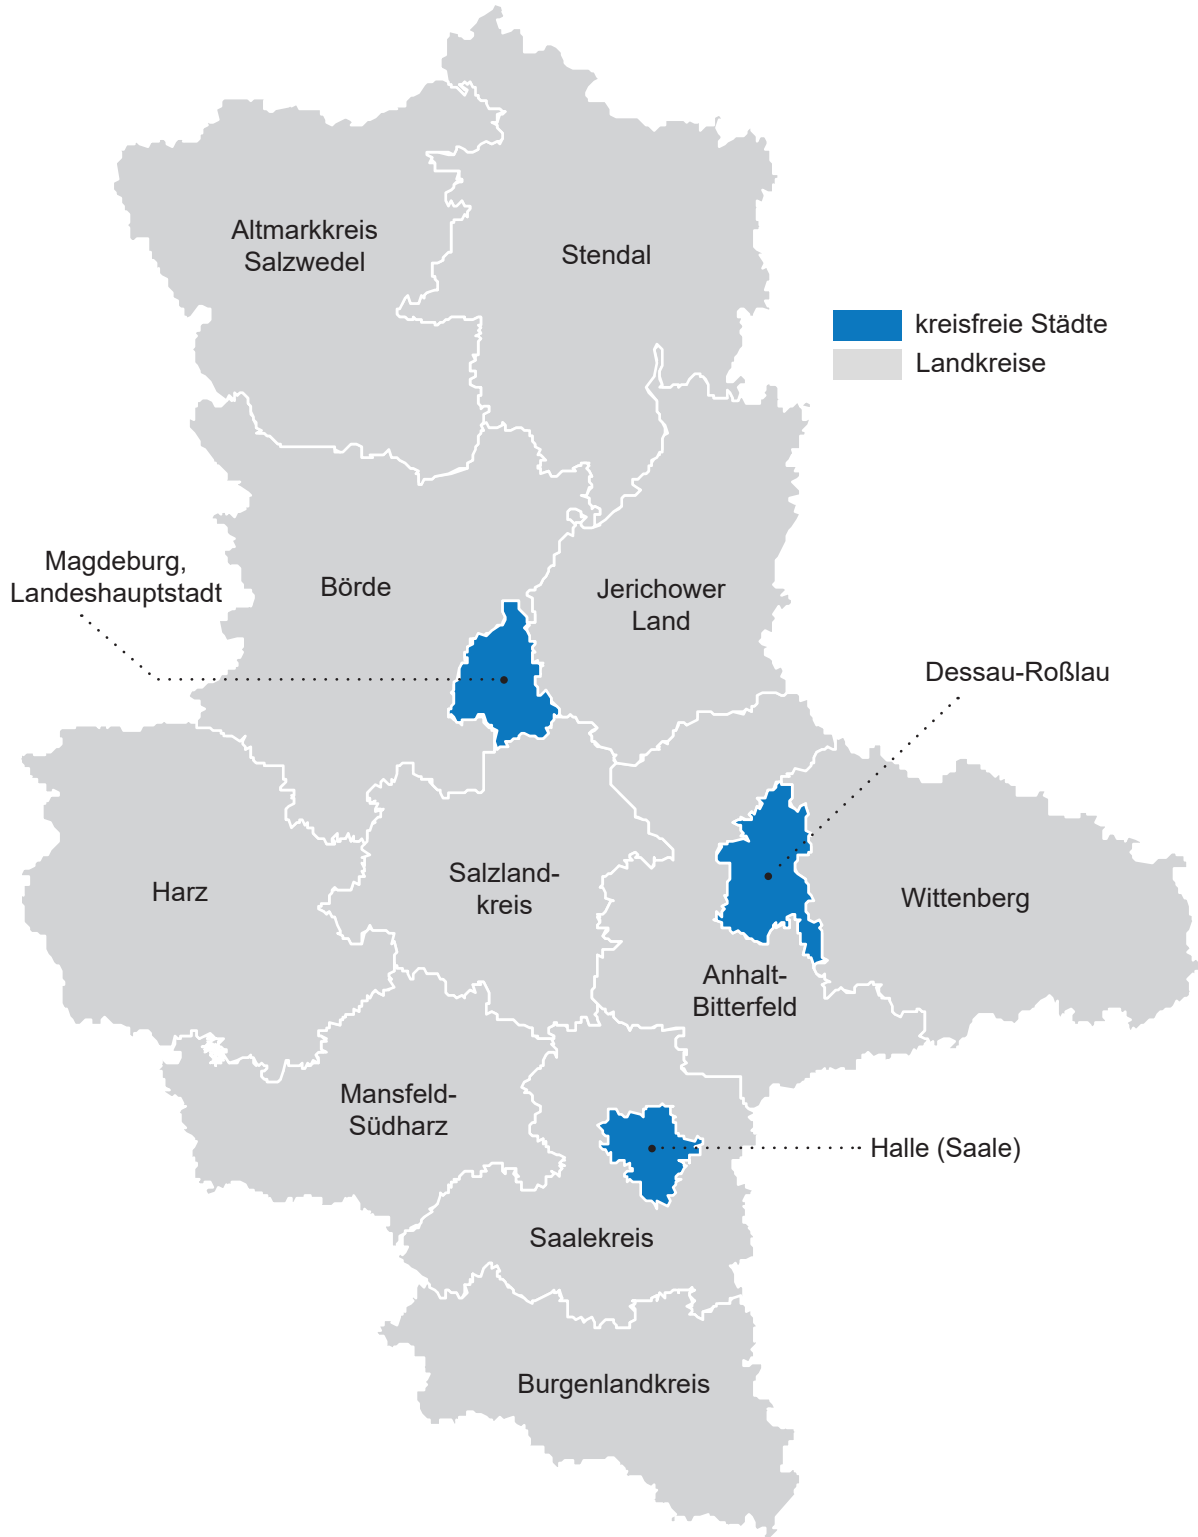 Altmarkkreis
Salzwedel
Stendal
kreisfreie Städte
Landkreise
Magdeburg,
Landeshauptstadt
Börde
Jerichower
Land
Dessau-Roßlau
Harz
Salzland-
kreis
Wittenberg
Anhalt-
Bitterfeld
Mansfeld-
Südharz
Halle (Saale)
Saalekreis
Burgenlandkreis